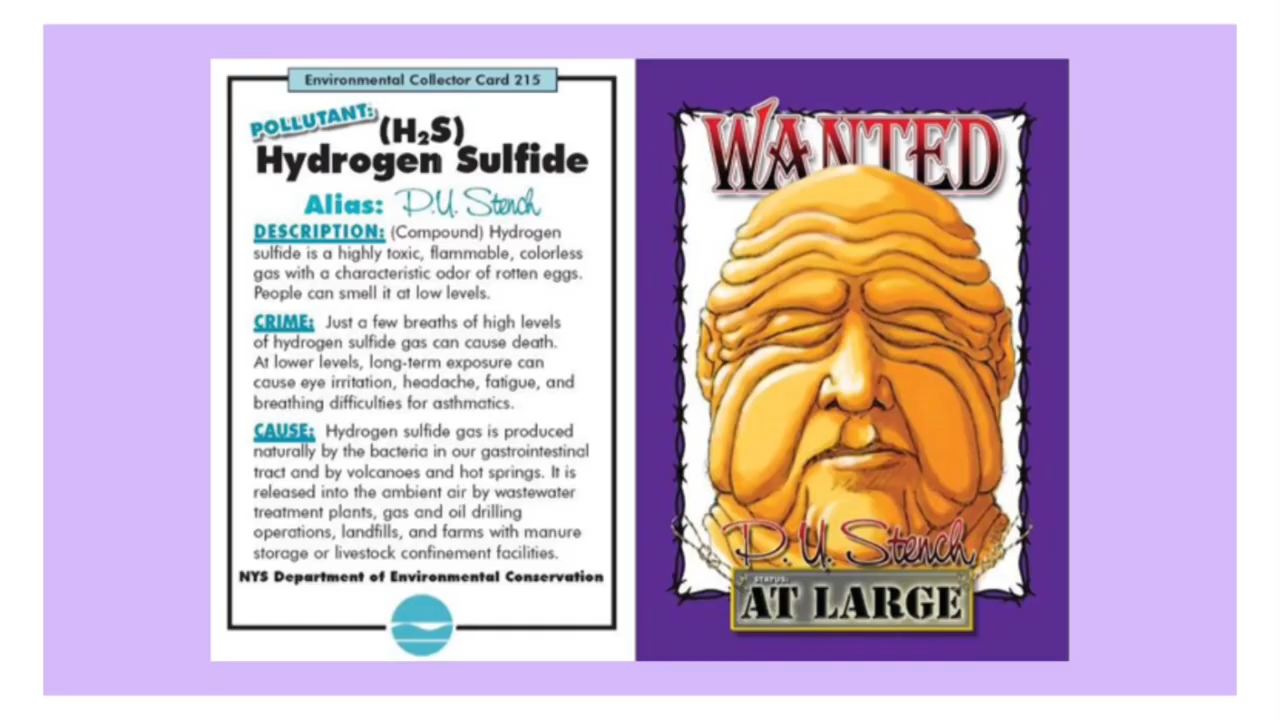 Environmental Collector Card 215
POLLUTANT:
(H₂S)
Hydrogen Sulfide
Alias: P.U. Stench
DESCRIPTION: (Compound) Hydrogen
sulfide is a highly toxic, flammable, colorless
gas with a characteristic odor of rotten eggs.
People can smell it at low levels.
CRIME: Just a few breaths of high levels
of hydrogen sulfide gas can cause death.
At lower levels, long-term exposure can
cause eye irritation, headache, fatigue, and
breathing difficulties for asthmatics.
CAUSE: Hydrogen sulfide gas is produced
naturally by the bacteria in our gastrointestinal
tract and by volcanoes and hot springs. It is
released into the ambient air by wastewater
treatment plants, gas and oil drilling
operations, landfills, and farms with manure
storage or livestock confinement facilities.
NYS Department of Environmental Conservation
WANTED
P. U. Stench
STATUS:
AT LARGE